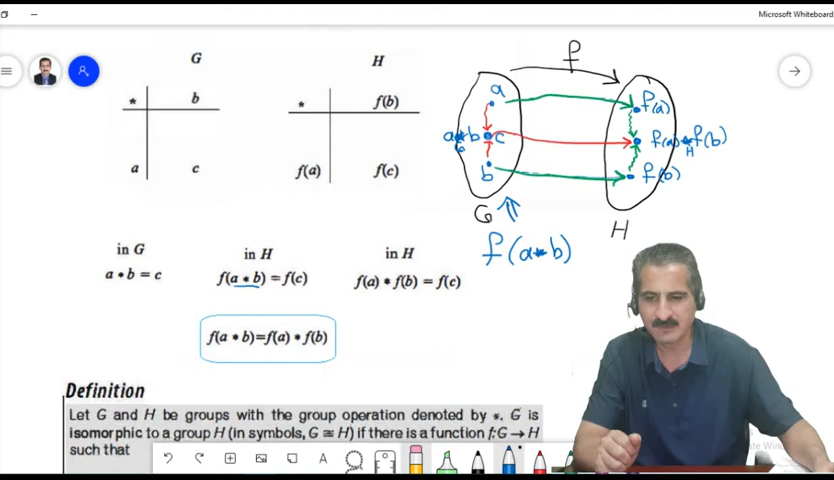 Microsoft Whiteboard
G
H
* b
a c
* f(b)
f(a) f(c)
f
a
a*b c
G
b
f(a)
f(a) * f(b)
H
f(b)
G
H
f(a*b)
in G
a * b = c
in H
f(a * b) = f(c)
in H
f(a) * f(b) = f(c)
f(a * b)=f(a) * f(b)
Definition
Let G and H be groups with the group operation denoted by *. G is
isomorphic to a group H (in symbols, G ≅ H) if there is a function f:G → H
such that
A